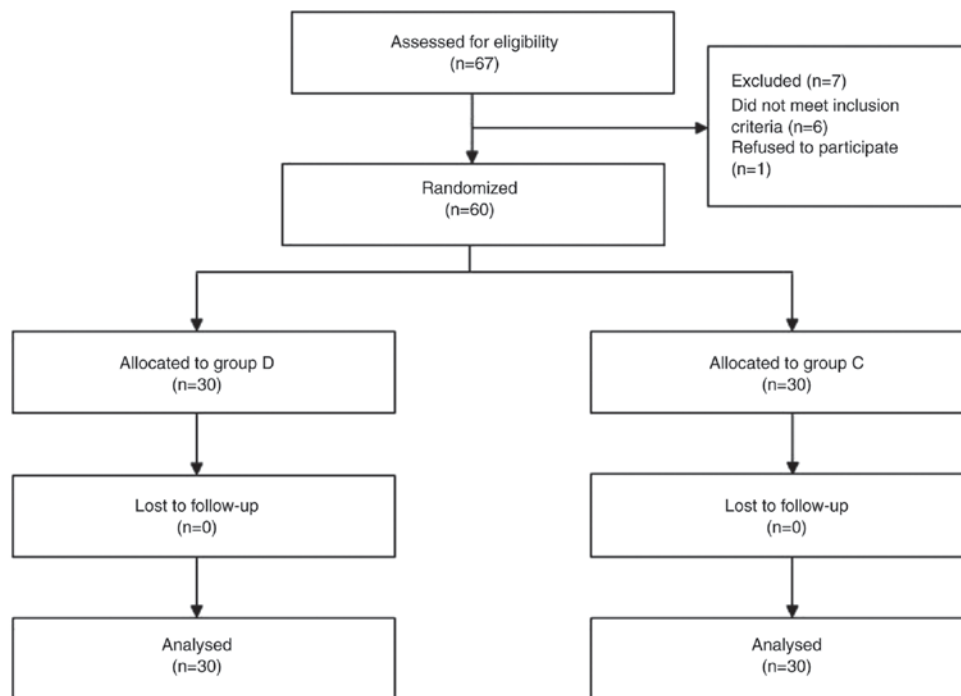 Assessed for eligibility
(n=67)
Excluded (n=7)
Did not meet inclusion
criteria (n=6)
Refused to participate
(n=1)
Randomized
(n=60)
Allocated to group D
(n=30)
Allocated to group C
(n=30)
Lost to follow-up
(n=0)
Lost to follow-up
(n=0)
Analysed
(n=30)
Analysed
(n=30)